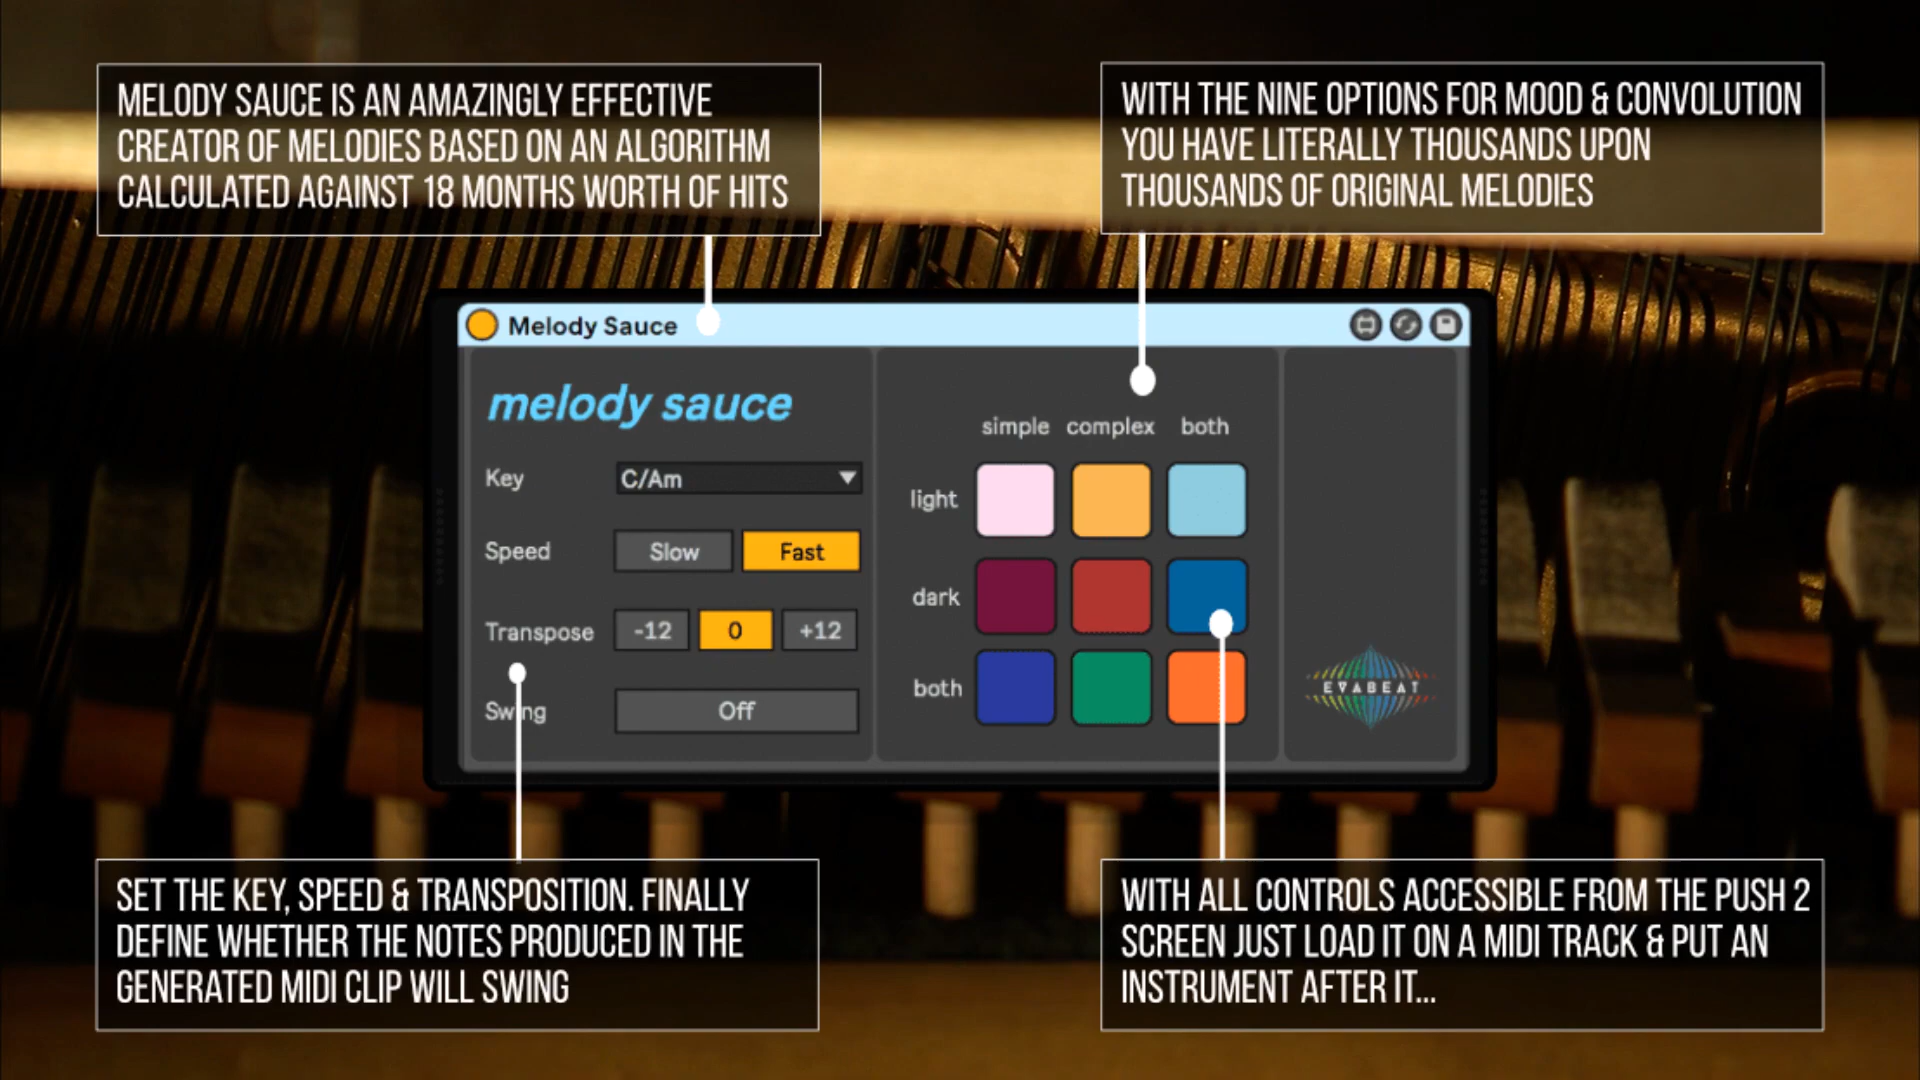 MELODY SAUCE IS AN AMAZINGLY EFFECTIVE
CREATOR OF MELODIES BASED ON AN ALGORITHM
CALCULATED AGAINST 18 MONTHS WORTH OF HITS
WITH THE NINE OPTIONS FOR MOOD & CONVOLUTION
YOU HAVE LITERALLY THOUSANDS UPON
THOUSANDS OF ORIGINAL MELODIES
Melody Sauce
melody sauce
Key
C/Am
Speed
Slow
Fast
Transpose
-12
0
+12
Swing
Off
simple complex both
light
dark
both
EVABEAT
SET THE KEY, SPEED & TRANSPOSITION. FINALLY
DEFINE WHETHER THE NOTES PRODUCED IN THE
GENERATED MIDI CLIP WILL SWING
WITH ALL CONTROLS ACCESSIBLE FROM THE PUSH 2
SCREEN JUST LOAD IT ON A MIDI TRACK & PUT AN
INSTRUMENT AFTER IT...